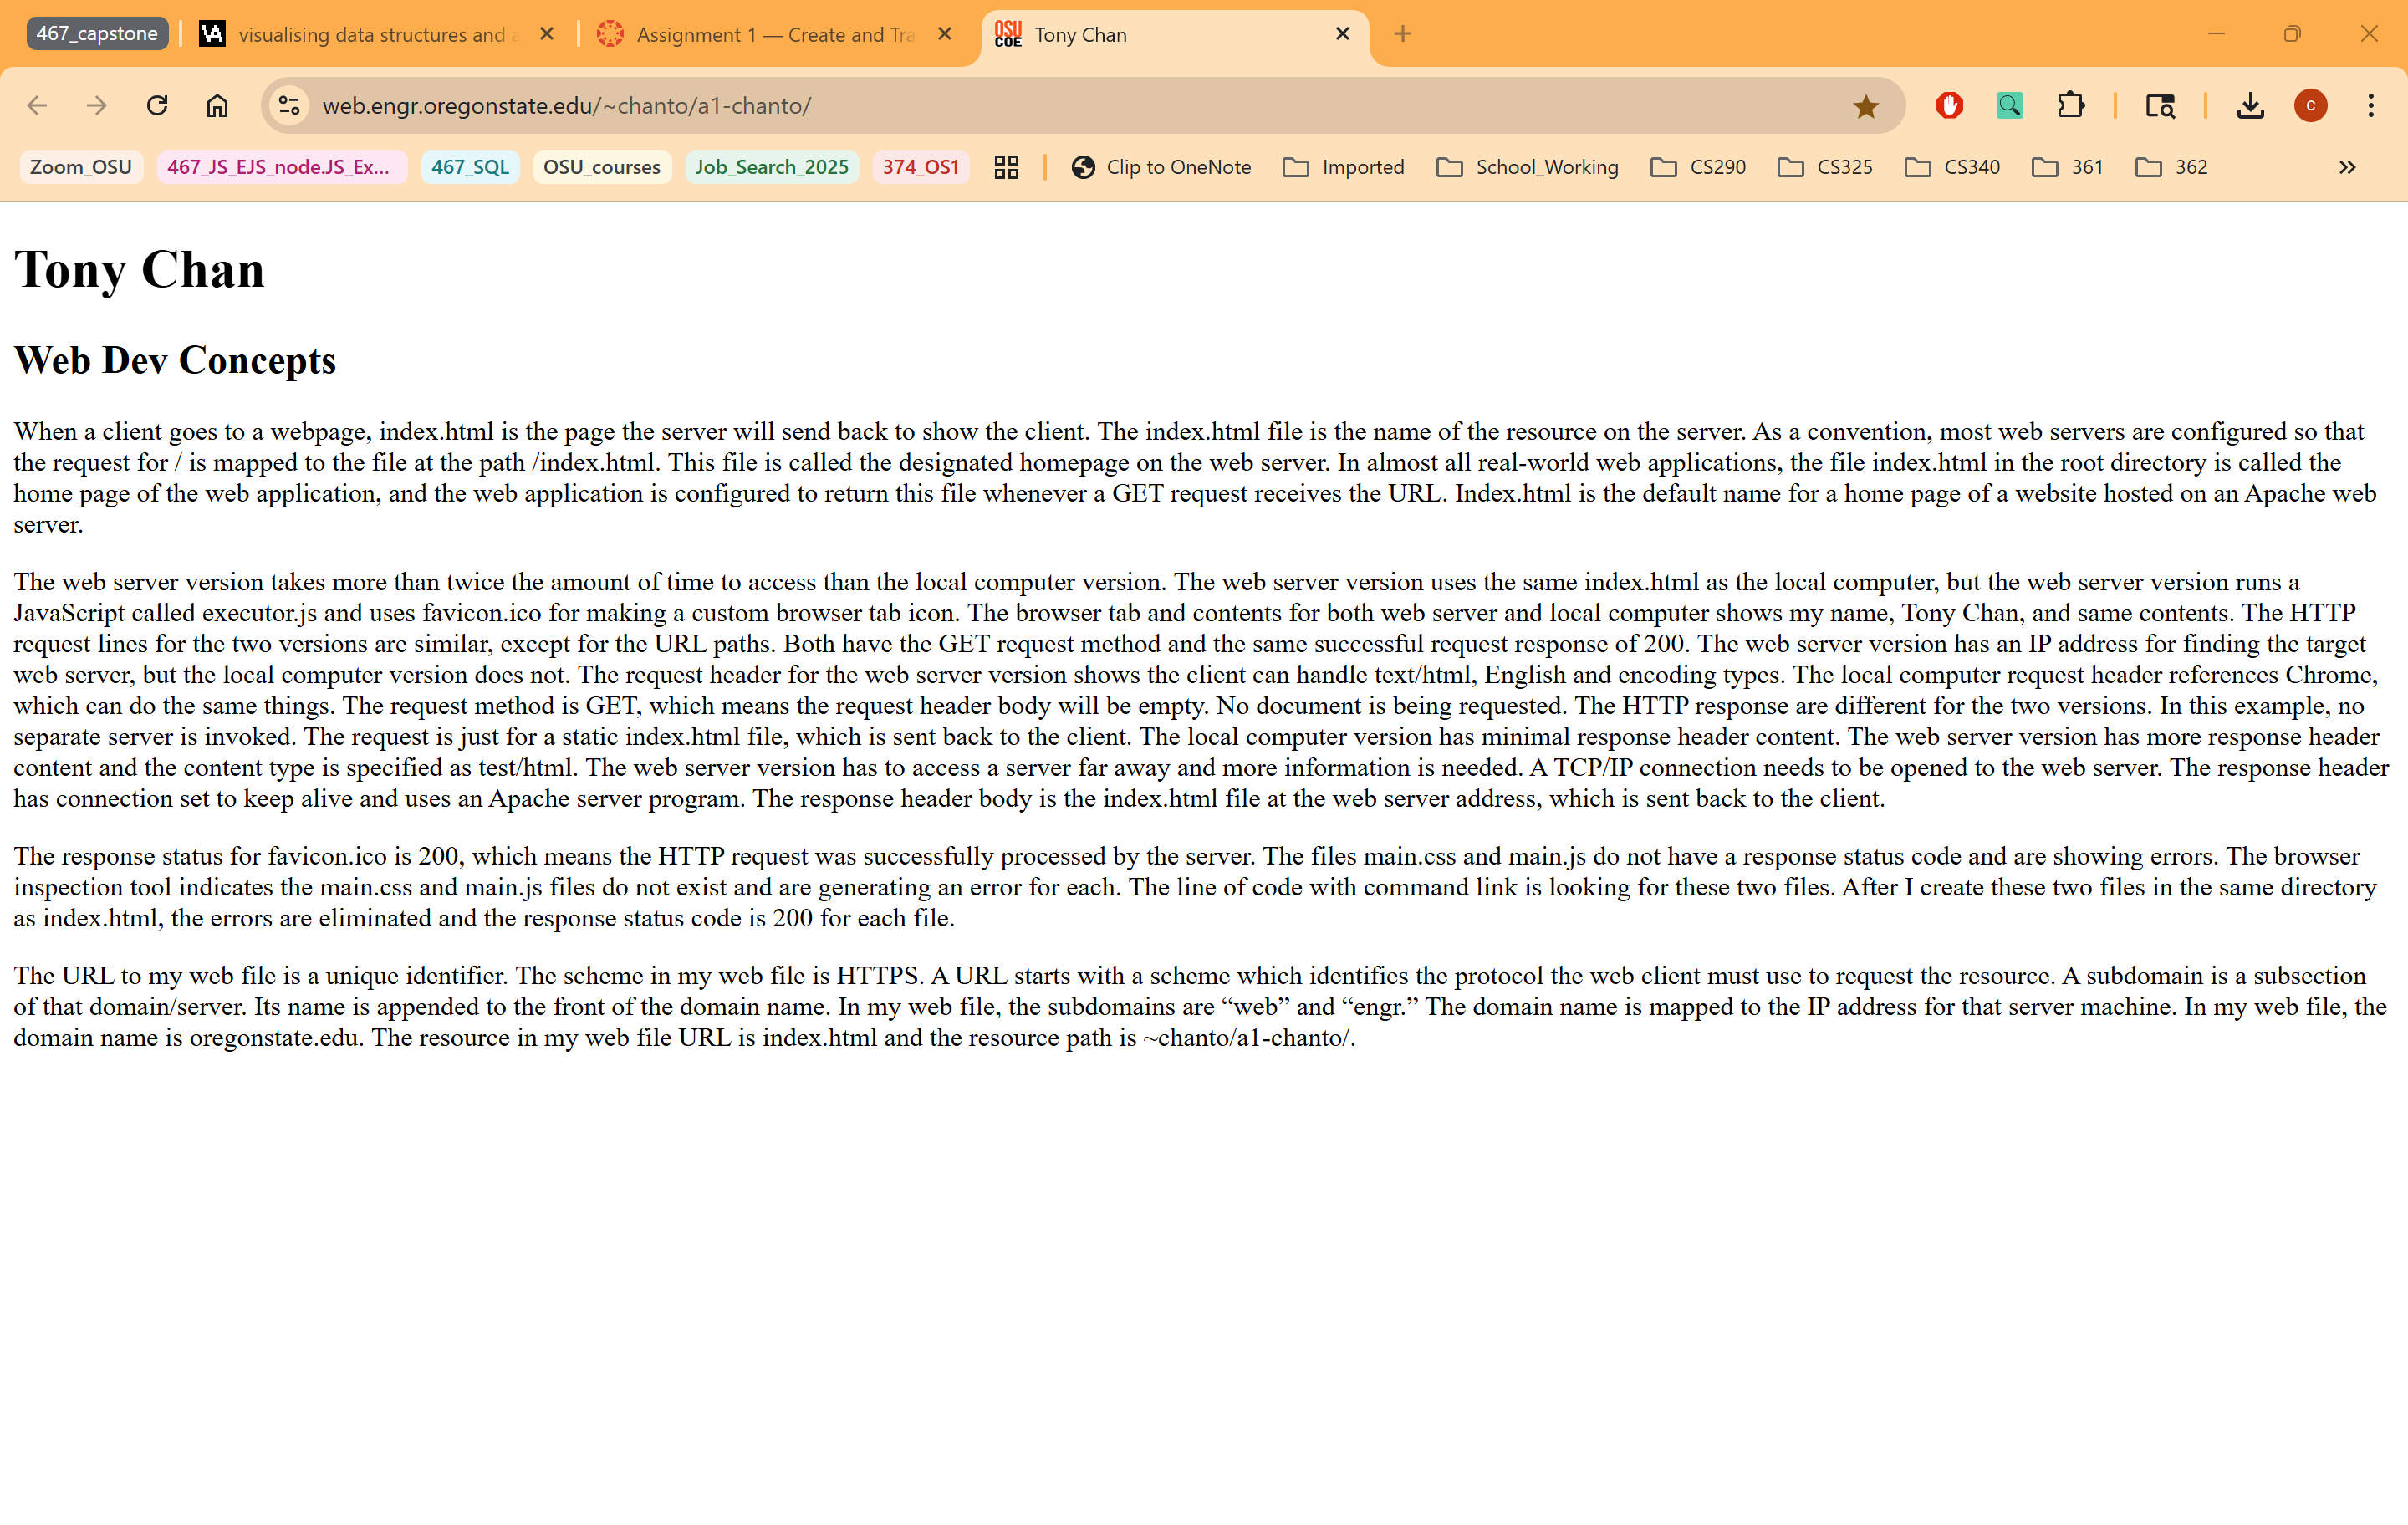 467_capstone
visualising data structures and a
Assignment 1 — Create and Tra
OSU COE
Tony Chan
web.engr.oregonstate.edu/~chanto/a1-chanto/
C
Zoom_OSU
467_JS_EJS_node.JS_Ex...
467_SQL
OSU_courses
Job_Search_2025
374_OS1
Clip to OneNote
Imported
School_Working
CS290
CS325
CS340
361
362
Tony Chan
Web Dev Concepts
When a client goes to a webpage, index.html is the page the server will send back to show the client. The index.html file is the name of the resource on the server. As a convention, most web servers are configured so that
the request for / is mapped to the file at the path /index.html. This file is called the designated homepage on the web server. In almost all real-world web applications, the file index.html in the root directory is called the
home page of the web application, and the web application is configured to return this file whenever a GET request receives the URL. Index.html is the default name for a home page of a website hosted on an Apache web
server.
The web server version takes more than twice the amount of time to access than the local computer version. The web server version uses the same index.html as the local computer, but the web server version runs a
JavaScript called executor.js and uses favicon.ico for making a custom browser tab icon. The browser tab and contents for both web server and local computer shows my name, Tony Chan, and same contents. The HTTP
request lines for the two versions are similar, except for the URL paths. Both have the GET request method and the same successful request response of 200. The web server version has an IP address for finding the target
web server, but the local computer version does not. The request header for the web server version shows the client can handle text/html, English and encoding types. The local computer request header references Chrome,
which can do the same things. The request method is GET, which means the request header body will be empty. No document is being requested. The HTTP response are different for the two versions. In this example, no
separate server is invoked. The request is just for a static index.html file, which is sent back to the client. The local computer version has minimal response header content. The web server version has more response header
content and the content type is specified as test/html. The web server version has to access a server far away and more information is needed. A TCP/IP connection needs to be opened to the web server. The response header
has connection set to keep alive and uses an Apache server program. The response header body is the index.html file at the web server address, which is sent back to the client.
The response status for favicon.ico is 200, which means the HTTP request was successfully processed by the server. The files main.css and main.js do not have a response status code and are showing errors. The browser
inspection tool indicates the main.css and main.js files do not exist and are generating an error for each. The line of code with command link is looking for these two files. After I create these two files in the same directory
as index.html, the errors are eliminated and the response status code is 200 for each file.
The URL to my web file is a unique identifier. The scheme in my web file is HTTPS. A URL starts with a scheme which identifies the protocol the web client must use to request the resource. A subdomain is a subsection
of that domain/server. Its name is appended to the front of the domain name. In my web file, the subdomains are “web” and “engr.” The domain name is mapped to the IP address for that server machine. In my web file, the
domain name is oregonstate.edu. The resource in my web file URL is index.html and the resource path is ~chanto/a1-chanto/.